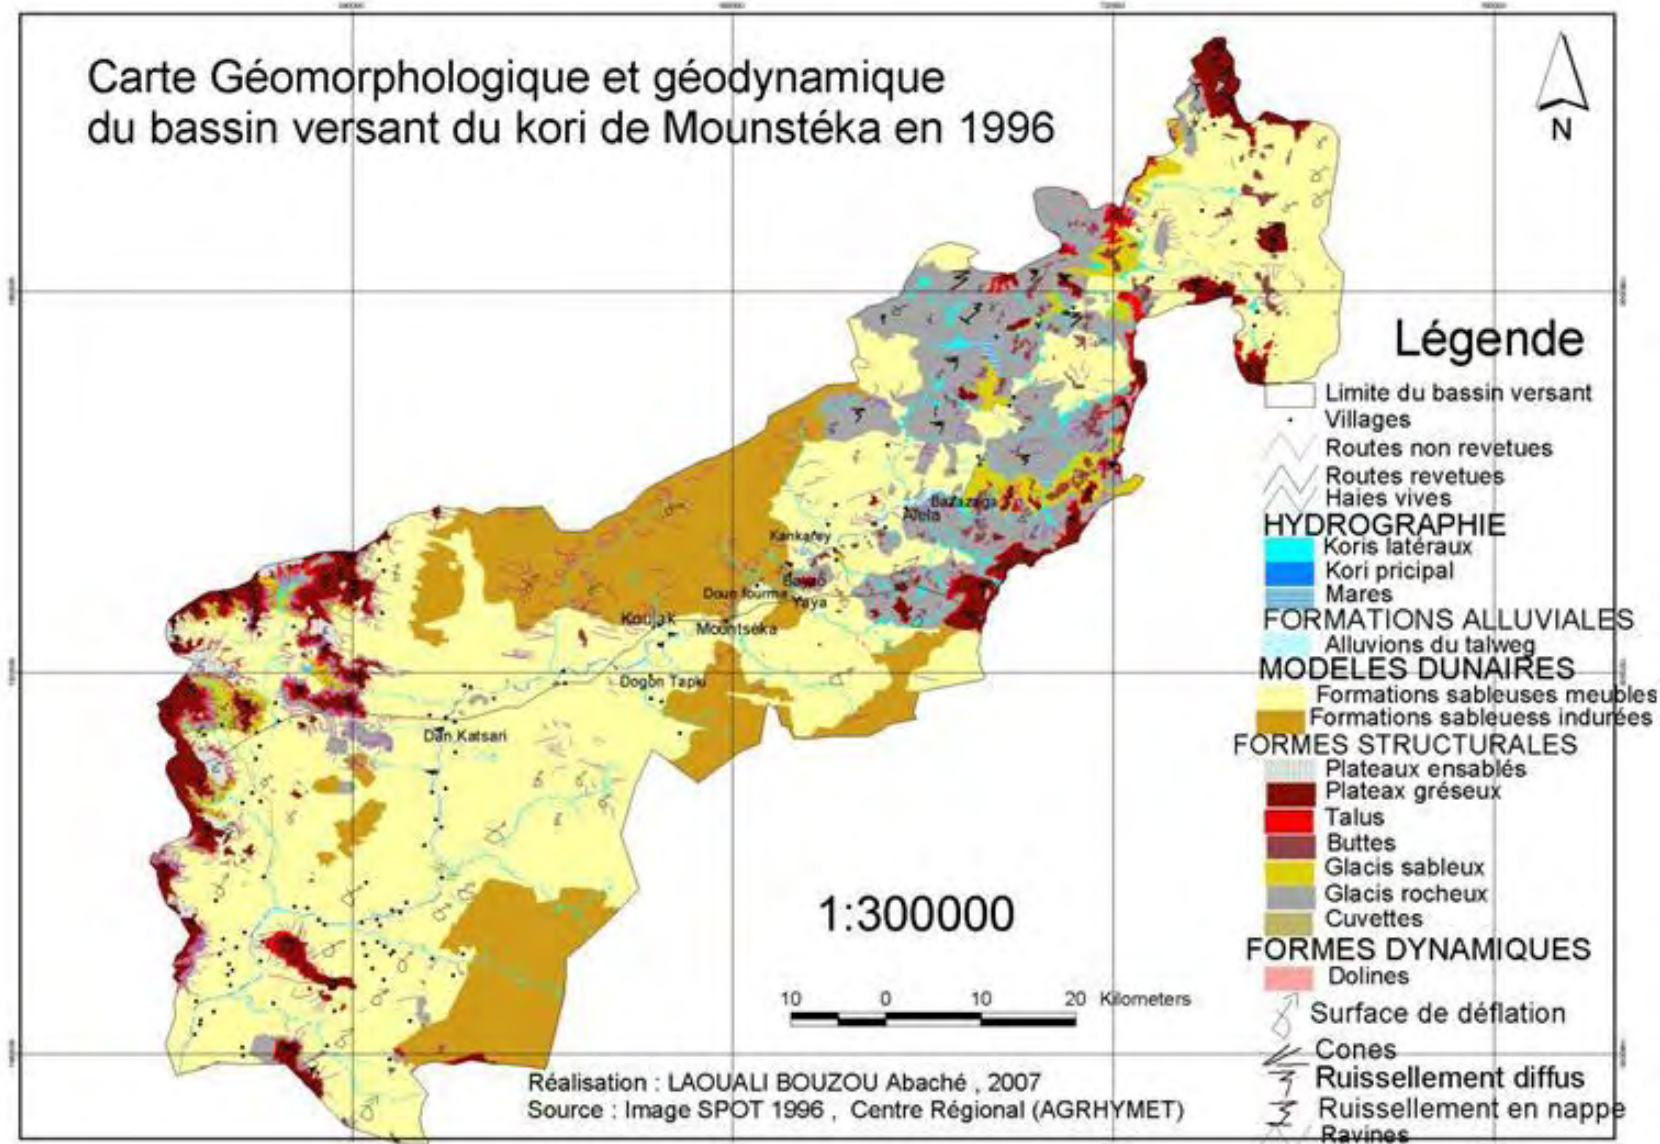 Carte Géomorphologique et géodynamique
du bassin versant du kori de Mounstéka en 1996
N
Légende
Limite du bassin versant
Villages
Routes non revetues
Routes revetues
Haies vives
HYDROGRAPHIE
Koris latéraux
Kori pricipal
Mares
FORMATIONS ALLUVIALES
Alluvions du talweg
MODELES DUNAIRES
Formations sableuses meubles
Formations sableuess indurées
FORMES STRUCTURALES
Plateaux ensablés
Plateax gréseux
Talus
Buttes
Glacis sableux
Glacis rocheux
Cuvettes
FORMES DYNAMIQUES
Dolines
Surface de déflation
Cones
Ruissellement diffus
Ruissellement en nappe
Ravines
Bazazaga
Alela
Kankarey
Doun fourma
Yaya
Koujak
Mountséka
Dogon Tapki
Dan Katsari
1:300000
10 0 10 20 Kilometers
Réalisation : LAOUALI BOUZOU Abaché , 2007
Source : Image SPOT 1996 , Centre Régional (AGRHYMET)